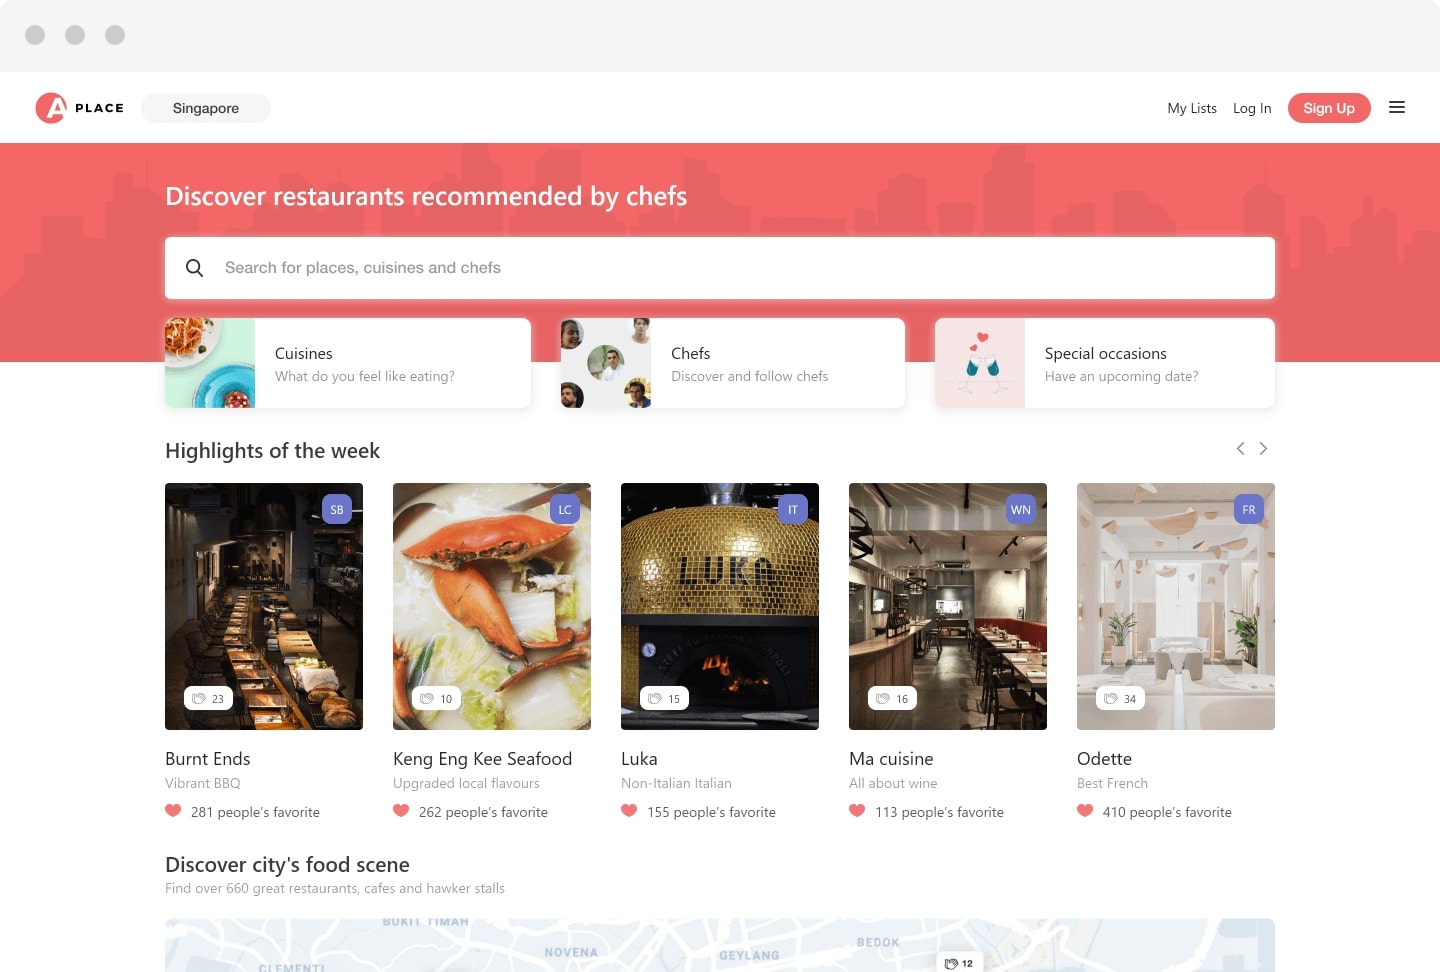 A PLACE
Singapore
My Lists
Log In
Sign Up
Discover restaurants recommended by chefs
Search for places, cuisines and chefs
Cuisines
What do you feel like eating?
Chefs
Discover and follow chefs
Special occasions
Have an upcoming date?
Highlights of the week
SB
23
Burnt Ends
Vibrant BBQ
281 people's favorite
LC
10
Keng Eng Kee Seafood
Upgraded local flavours
262 people's favorite
IT
LUKA
15
Luka
Non-Italian Italian
155 people's favorite
WN
16
Ma cuisine
All about wine
113 people's favorite
FR
34
Odette
Best French
410 people's favorite
Discover city's food scene
Find over 660 great restaurants, cafes and hawker stalls
BUKIT TIMAH
NOVENA
GEYLANG
BEDOK
CLEMENTI
12